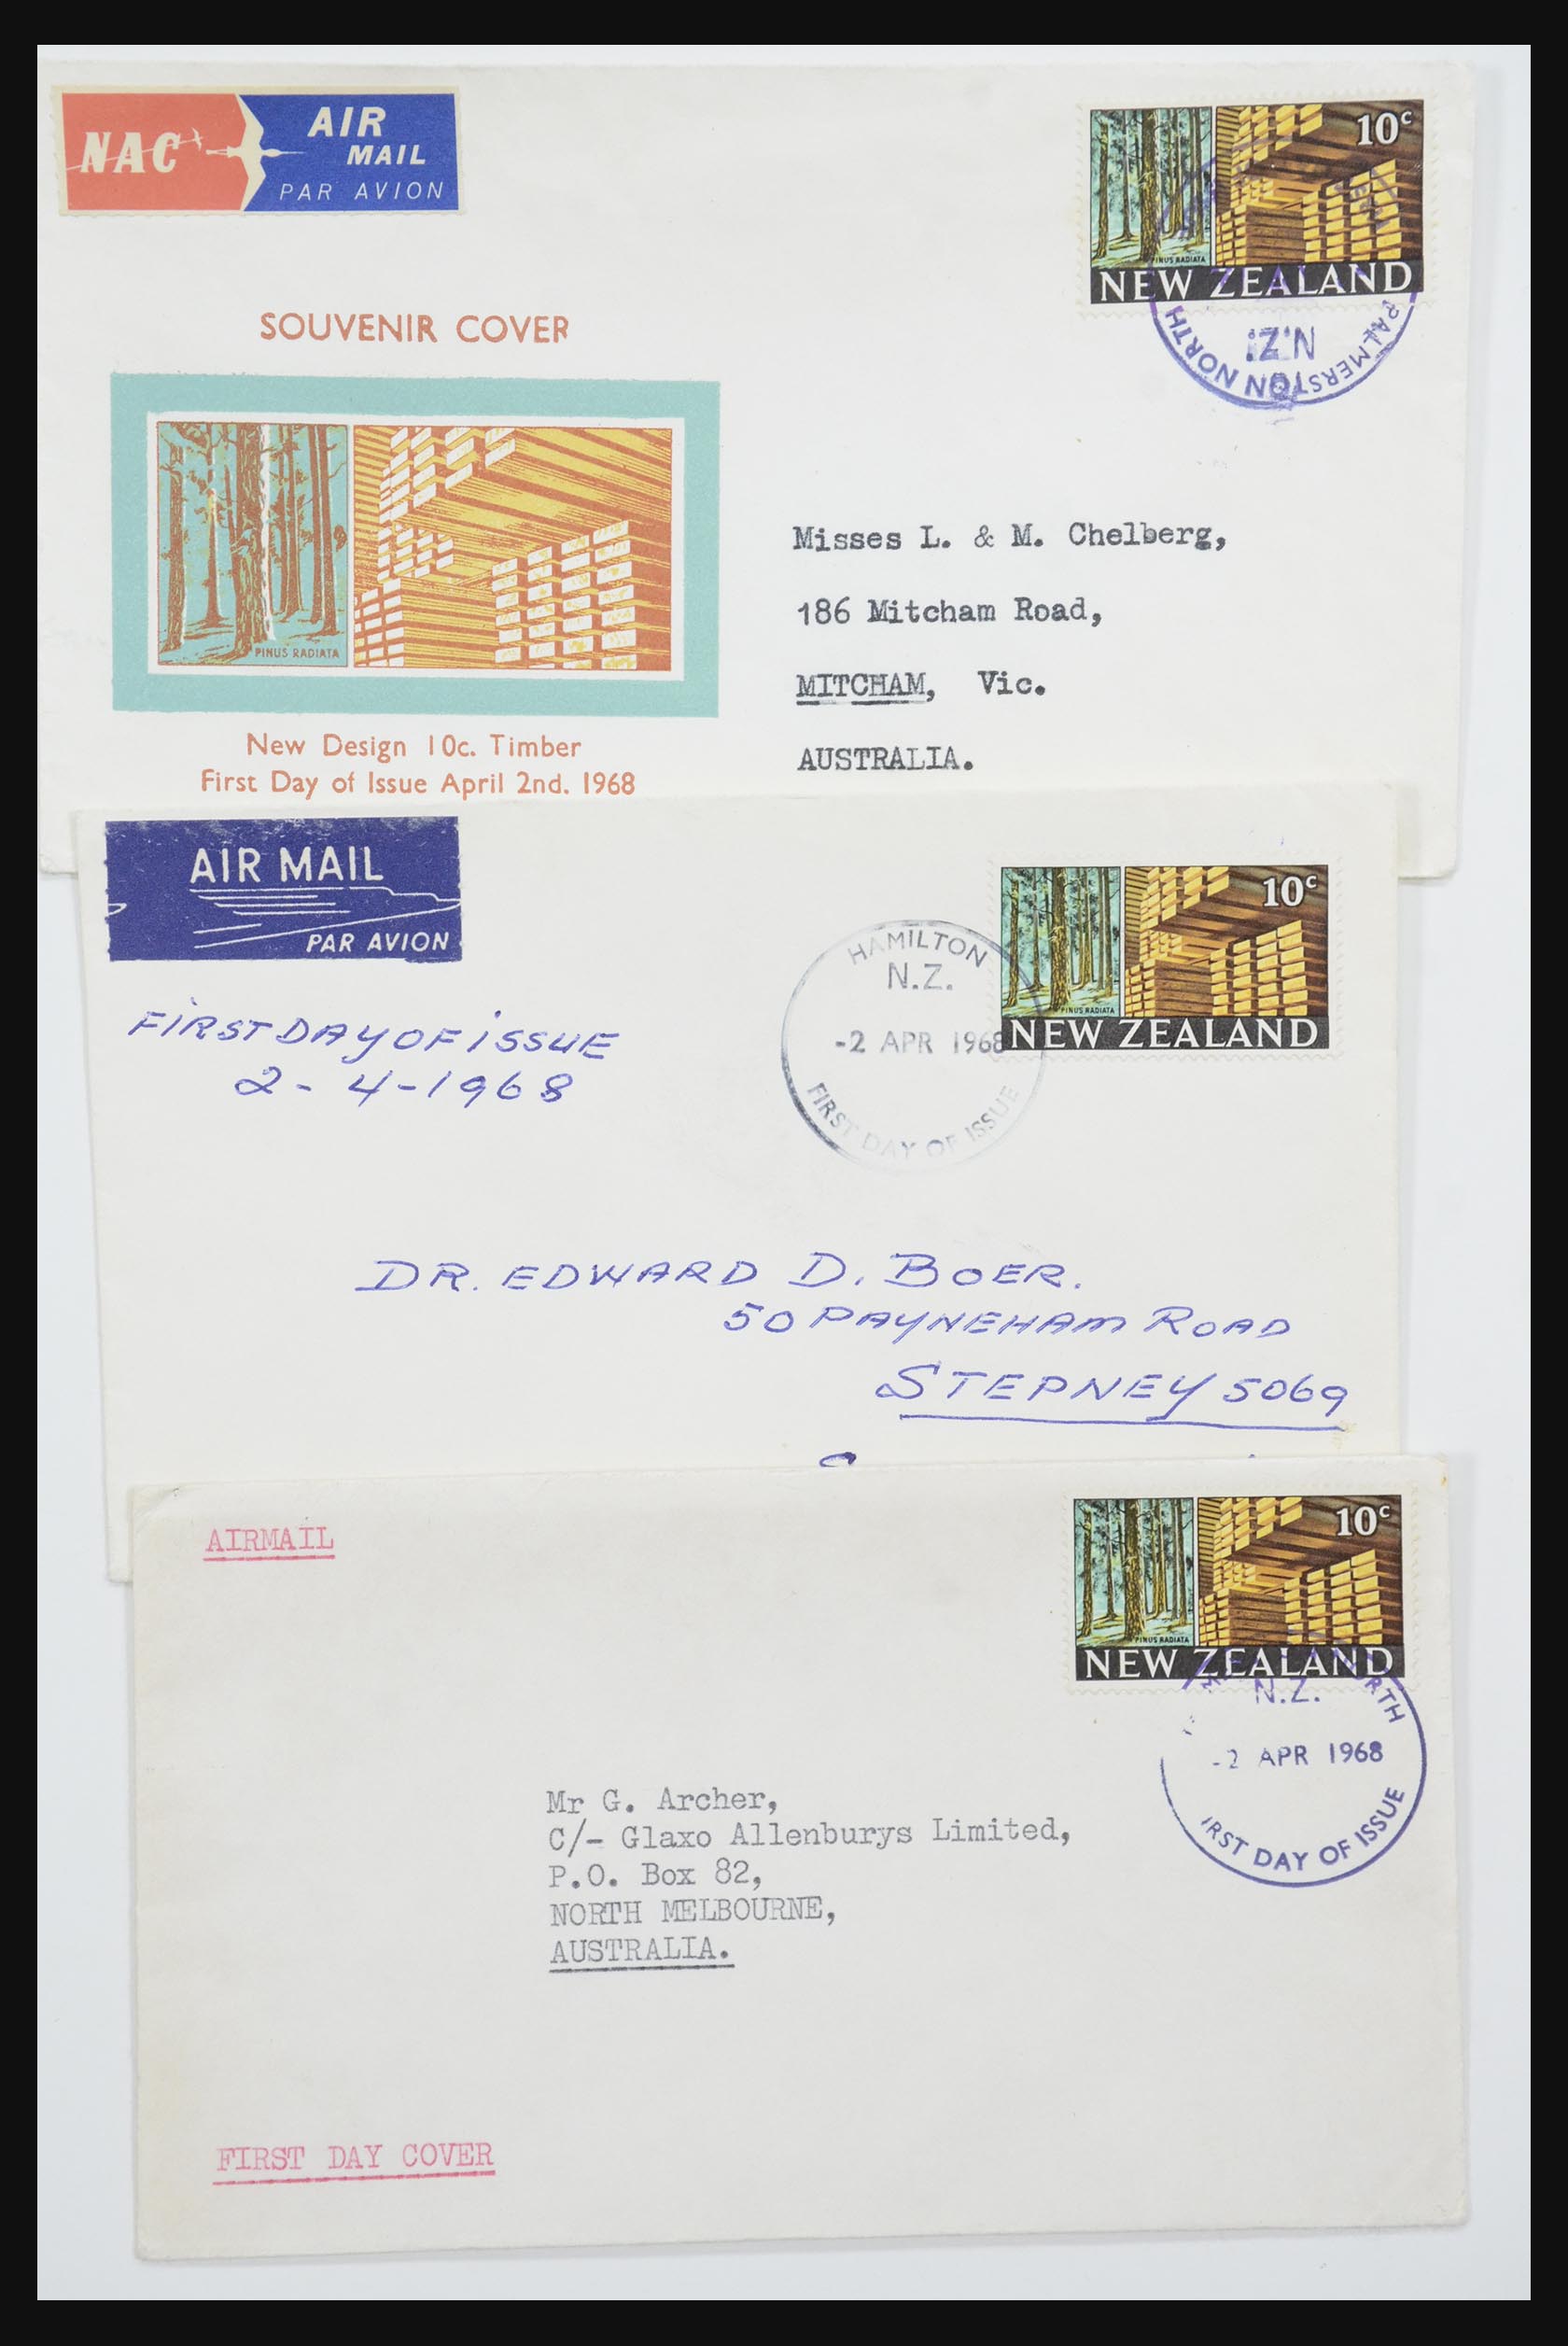 NAC AIR MAIL PAR AVION
10c
PINUS RADIATA
NEW ZEALAND
PALMERSTON NORTH
N.Z.
SOUVENIR COVER
PINUS RADIATA
New Design 10c. Timber
First Day of Issue April 2nd. 1968
Misses L. & M. Chelberg,
186 Mitcham Road,
MITCHAM, Vic.
AUSTRALIA.
AIR MAIL
PAR AVION
10c
PINUS RADIATA
NEW ZEALAND
HAMILTON
N.Z.
-2 APR 1968
FIRST DAY OF ISSUE
FIRST DAY OF ISSUE
2-4-1968
DR. EDWARD D. BOER.
50 PAYNEHAM ROAD
STEPNEY 5069
AIRMAIL
10c
PINUS RADIATA
NEW ZEALAND
N.Z.
-2 APR 1968
IRST DAY OF ISSUE
Mr G. Archer,
C/- Glaxo Allenburys Limited,
P.O. Box 82,
NORTH MELBOURNE,
AUSTRALIA.
FIRST DAY COVER